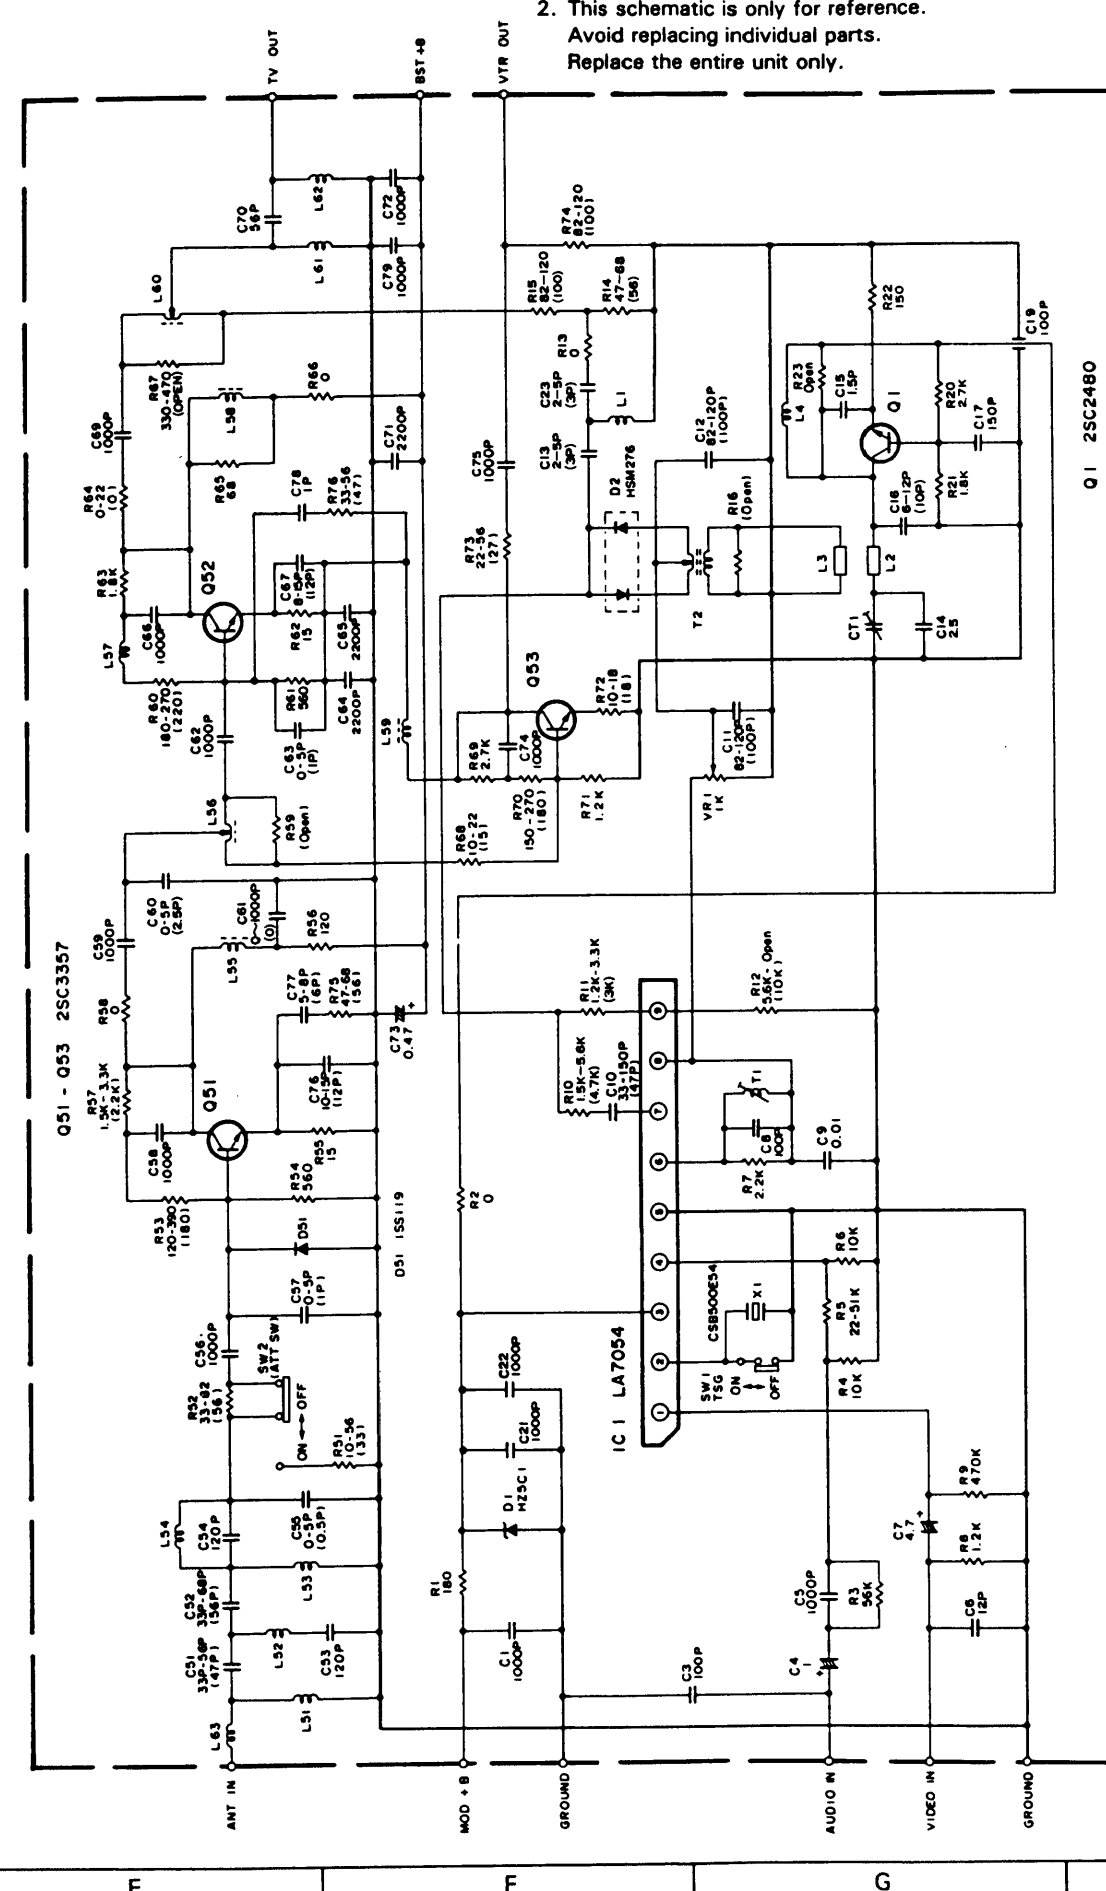 2. This schematic is only for reference.
Avoid replacing individual parts.
Replace the entire unit only.
TV OUT
BST +B
VTR OUT
C70
56P
L62
C72
1000P
L61
C79
1000P
L60
R74
82-120
(100)
R15
82-120
(100)
R14
47-68
(56)
R22
150
C19
100P
R67
330-470
(OPEN)
L58
R66
0
R13
0
C23
2-5P
(3P)
L1
R23
Open
L4
C15
1.5P
Q1
R20
2.7K
C17
150P
Q1 2SC2480
C69
1000P
R64
0-22
(0)
R65
68
C71
2200P
C78
1P
R76
33-56
(47)
C75
1000P
C13
2-5P
(3P)
D2
HSM276
C12
82-120P
(100P)
R16
(Open)
C16
6-12P
(10P)
R21
1.8K
R63
1.8K
Q52
C67
8-15P
(12P)
R73
22-56
(27)
L3
L2
L57
C66
1000P
R62
15
C65
2200P
T2
CT1
C14
2.5
R60
180-270
(220)
C62
1000P
R61
560
C64
2200P
C63
0-5P
(1P)
L59
Q53
R72
10-18
(18)
R69
2.7K
C74
1000P
C11
82-120P
(100P)
R70
150-270
(180)
R71
1.2K
VR1
1K
L56
R59
(Open)
R68
10-22
(15)
Q51 - Q53 2SC3357
C59
1000P
C60
0-5P
(2.5P)
C61
~1000P
(0)
R56
120
L55
R58
0
C77
5-8P
(6P)
R75
47-68
(56)
C73
0.47
+
R11
1.2K-3.3K
(3K)
R12
5.6K-Open
(10K)
R57
1.5K-3.3K
(2.2K)
Q51
C76
10-15P
(12P)
R10
1.5K-5.6K
(4.7K)
C10
33-150P
(47P)
T1
C8
100P
C9
0.01
C58
1000P
R55
15
R7
2.2K
R53
120-390
(180)
R54
560
R2
0
D51
D51 1SS119
9
8
7
6
5
4
3
2
1
R6
10K
C57
0-5P
(1P)
CSB500E54
X1
R5
22-51K
C56
1000P
SW2
(ATT SW)
IC1 LA7054
R52
33-82
(56)
ON ↔ OFF
C22
1000P
SW1
TSG
ON
↔
OFF
R4
10K
R51
10-56
(33)
C21
1000P
L54
C54
120P
C55
0-5P
(0.5P)
D1
HZ5C1
C7
4.7
+
R9
470K
C52
33P-68P
(56P)
L53
R1
180
C5
1000P
R3
56K
R8
1.2K
C51
33P-56P
(47P)
L52
C53
120P
C1
1000P
C6
12P
C3
100P
C4
1
+
L63
L51
ANT IN
MOD +B
GROUND
AUDIO IN
VIDEO IN
GROUND
F
G